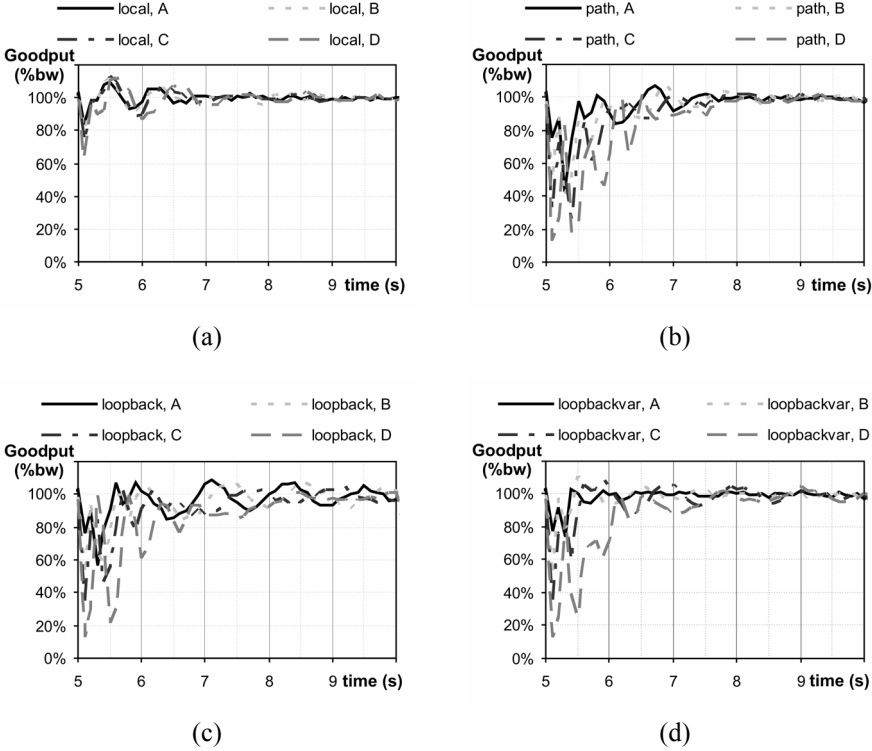 local, A local, B
local, C local, D
Goodput
(%bw)
100%
80%
60%
40%
20%
0%
5 6 7 8 9 time (s)
(a)
path, A path, B
path, C path, D
Goodput
(%bw)
100%
80%
60%
40%
20%
0%
5 6 7 8 9 time (s)
(b)
loopback, A loopback, B
loopback, C loopback, D
Goodput
(%bw)
100%
80%
60%
40%
20%
0%
5 6 7 8 9 time (s)
(c)
loopbackvar, A loopbackvar, B
loopbackvar, C loopbackvar, D
Goodput
(%bw)
100%
80%
60%
40%
20%
0%
5 6 7 8 9 time (s)
(d)